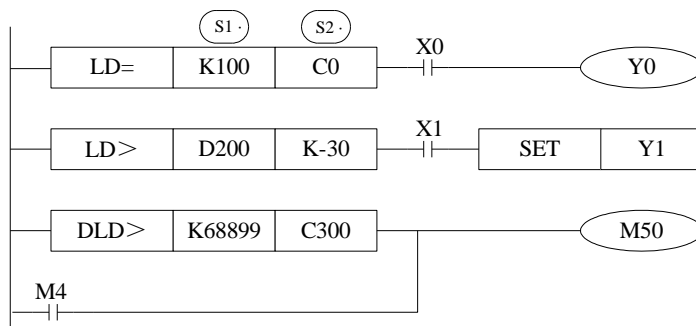 S1· S2·
X0
LD= K100 C0 Y0
X1
LD> D200 K-30 SET Y1
DLD> K68899 C300 M50
M4